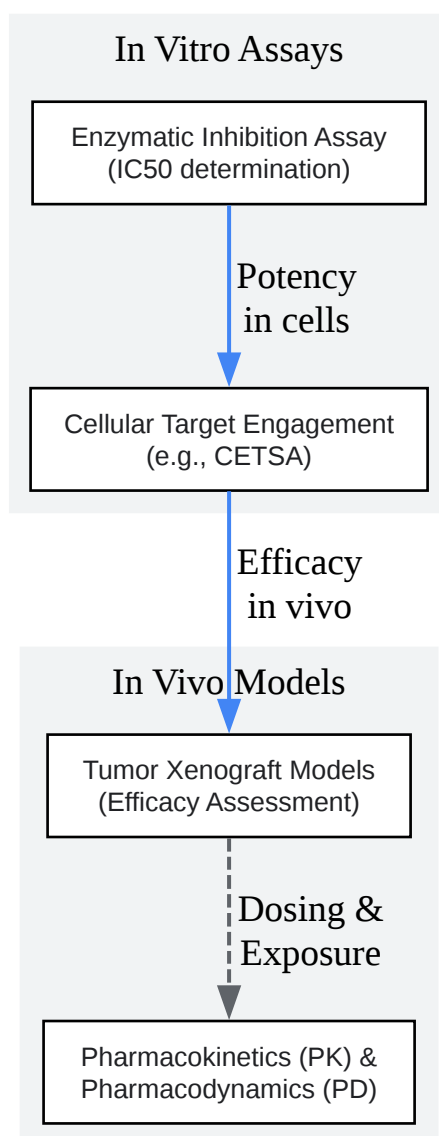 In Vitro Assays
Enzymatic Inhibition Assay
(IC50 determination)
Potency
in cells
Cellular Target Engagement
(e.g., CETSA)
Efficacy
in vivo
In Vivo Models
Tumor Xenograft Models
(Efficacy Assessment)
Dosing &
Exposure
Pharmacokinetics (PK) &
Pharmacodynamics (PD)